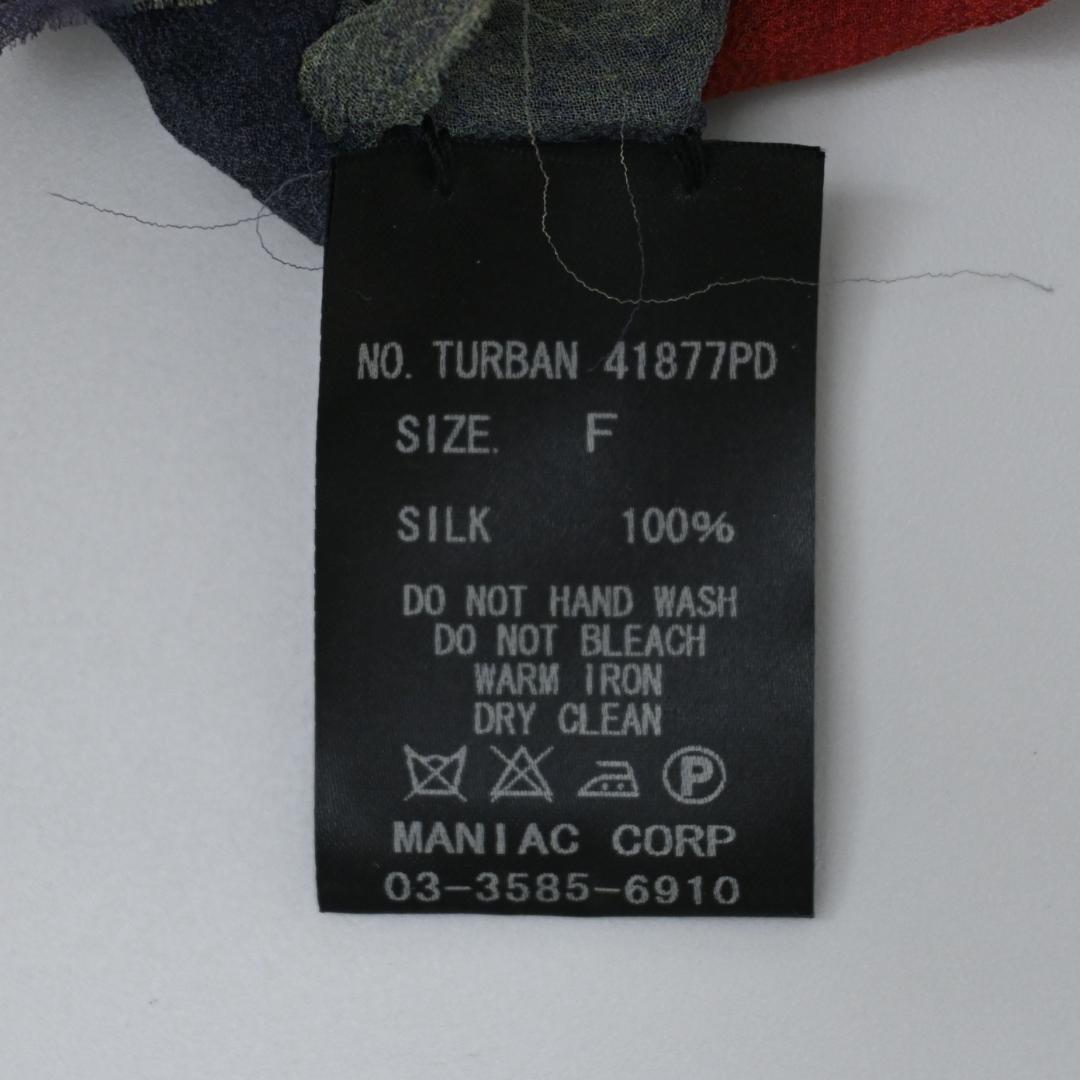 NO. TURBAN 41877PD
SIZE. F
SILK 100%
DO NOT HAND WASH
DO NOT BLEACH
WARM IRON
DRY CLEAN
P
MANIAC CORP
03-3585-6910